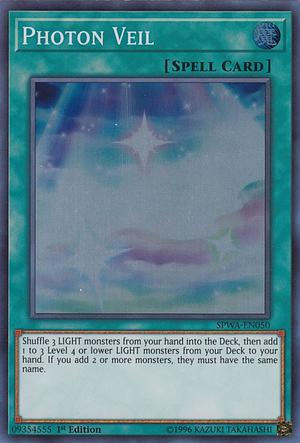 PHOTON VEIL
[SPELL CARD]
SPWA-EN050
Shuffle 3 LIGHT monsters from your hand into the Deck, then add
1 to 3 Level 4 or lower LIGHT monsters from your Deck to your
hand. If you add 2 or more monsters, they must have the same
name.
09354555 1st Edition ©1996 KAZUKI TAKAHASHI